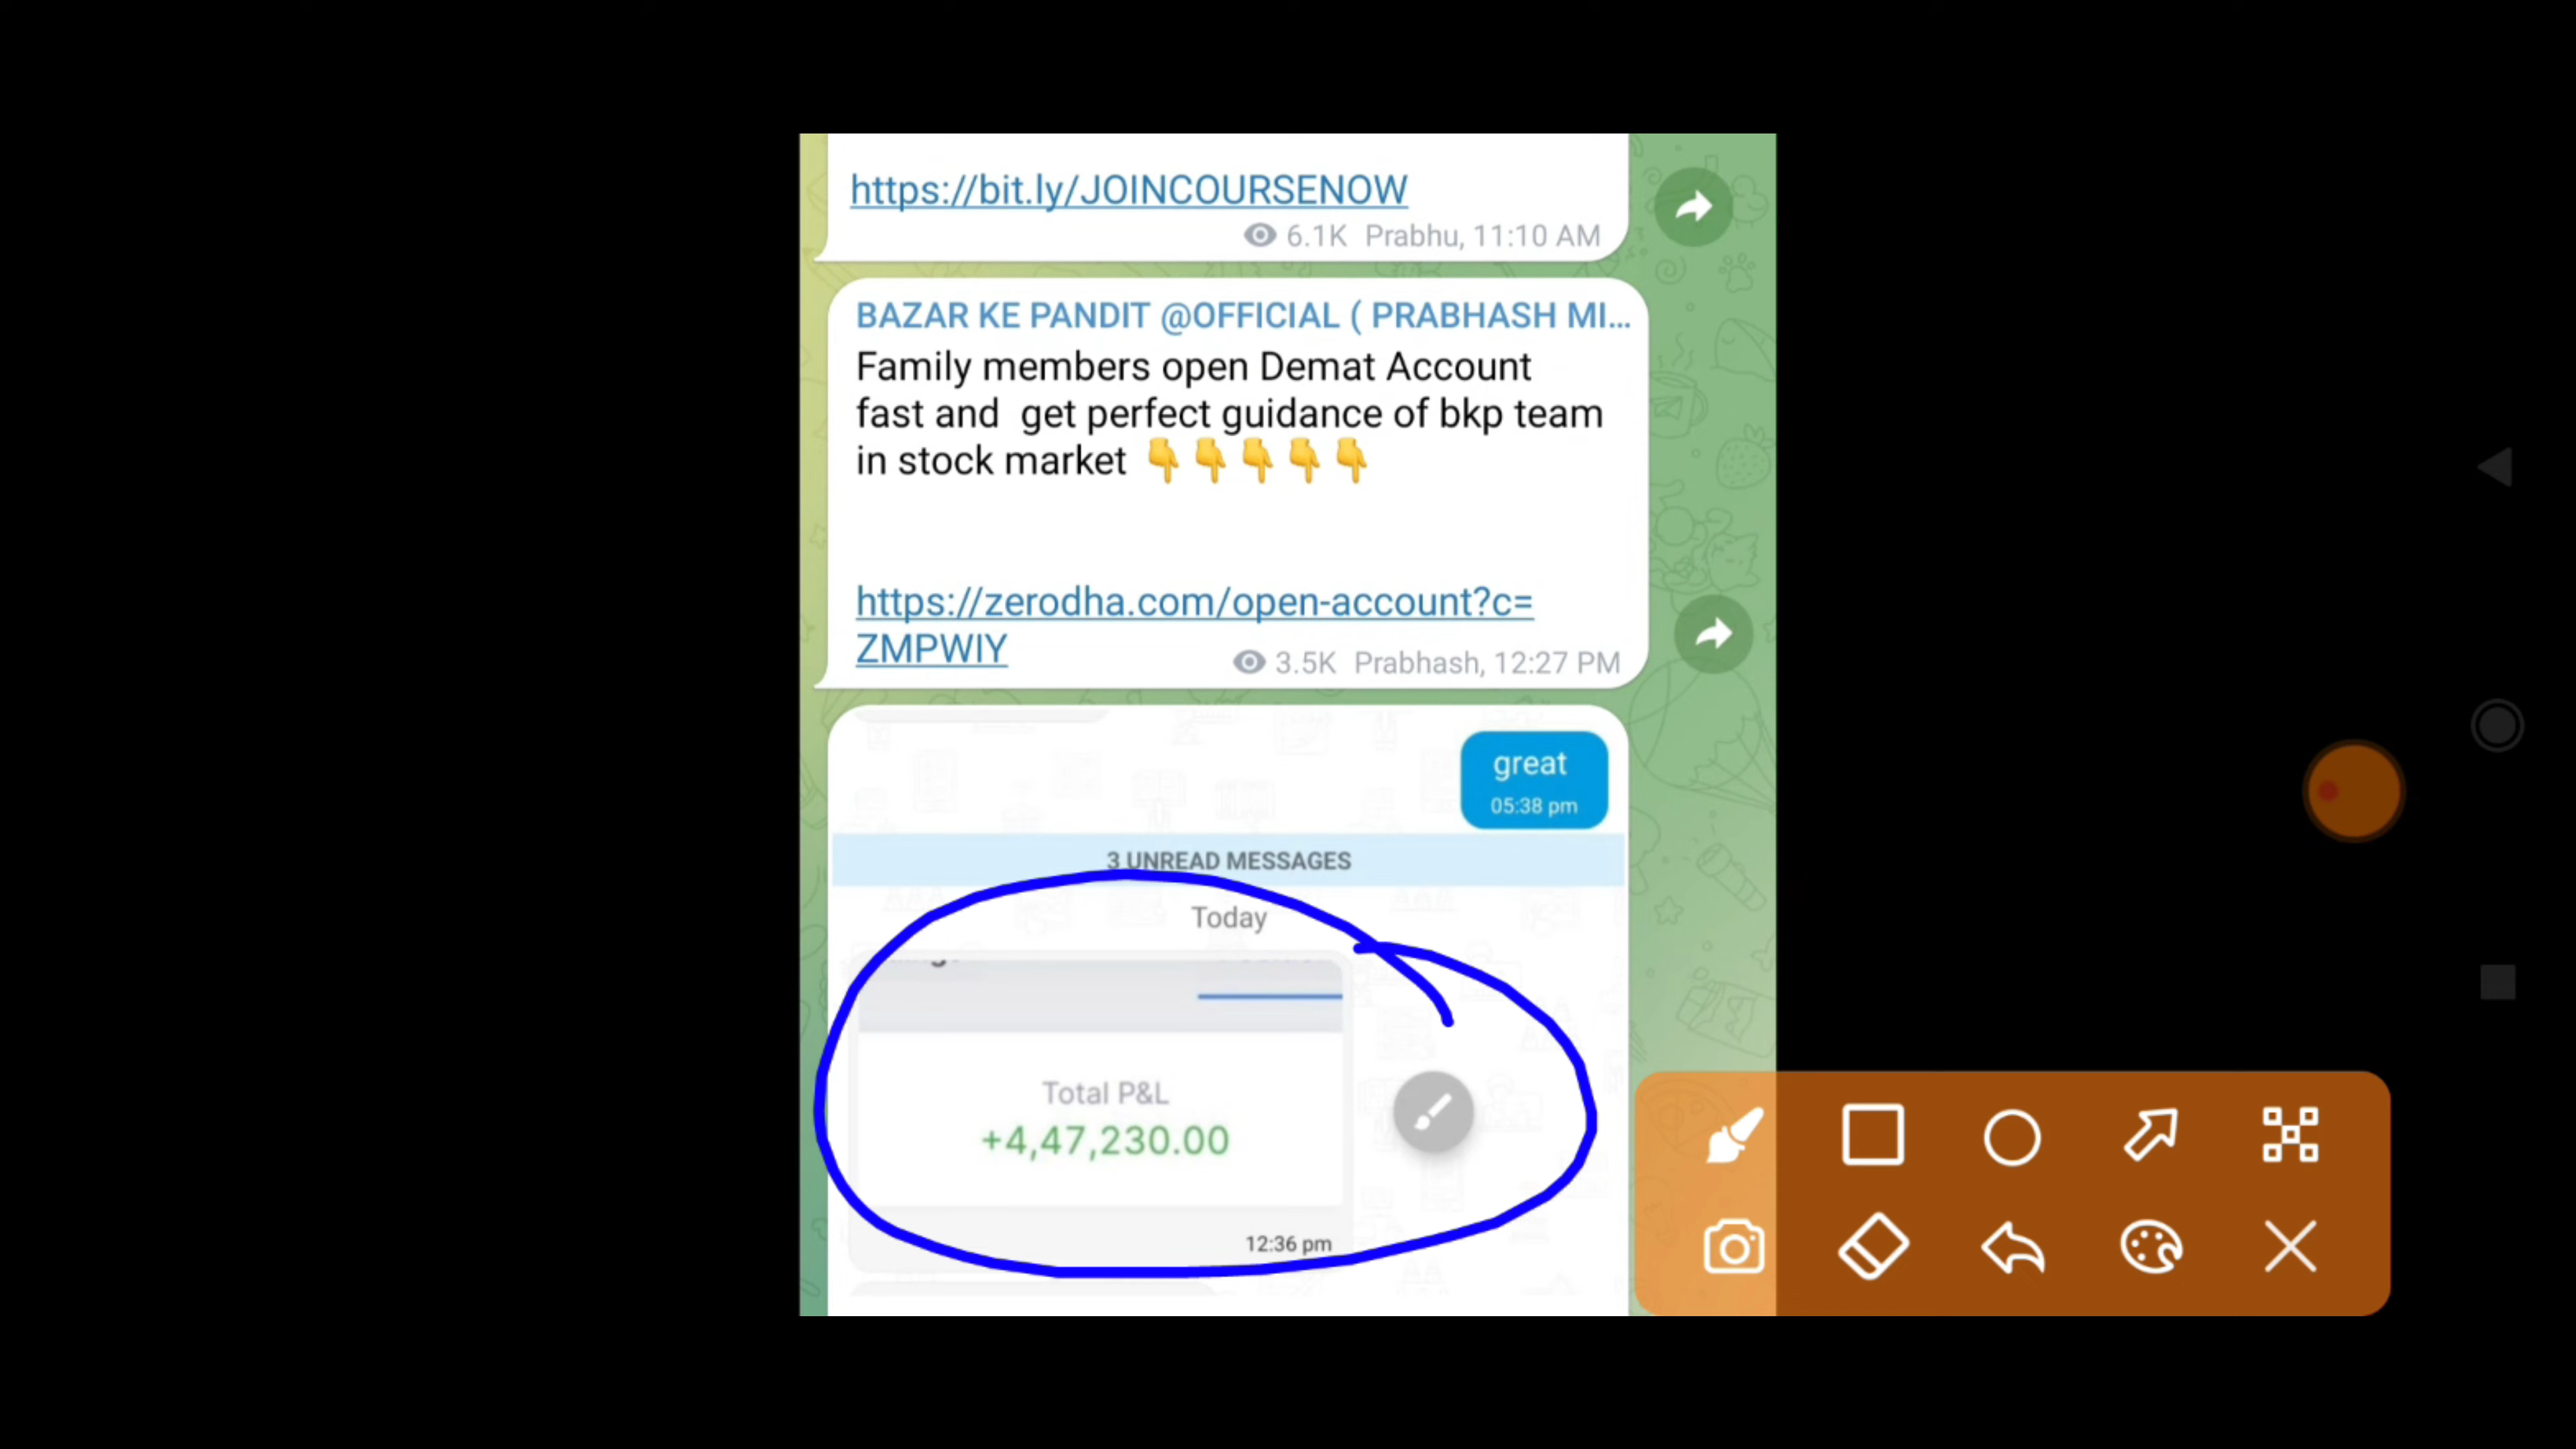 https://bit.ly/JOINCOURSENOW
6.1K Prabhu, 11:10 AM
BAZAR KE PANDIT @OFFICIAL ( PRABHASH MI...
Family members open Demat Account
fast and get perfect guidance of bkp team
in stock market 👇👇👇👇👇
https://zerodha.com/open-account?c=
ZMPWIY
3.5K Prabhash, 12:27 PM
great
05:38 pm
3 UNREAD MESSAGES
Today
Total P&L
+4,47,230.00
12:36 pm